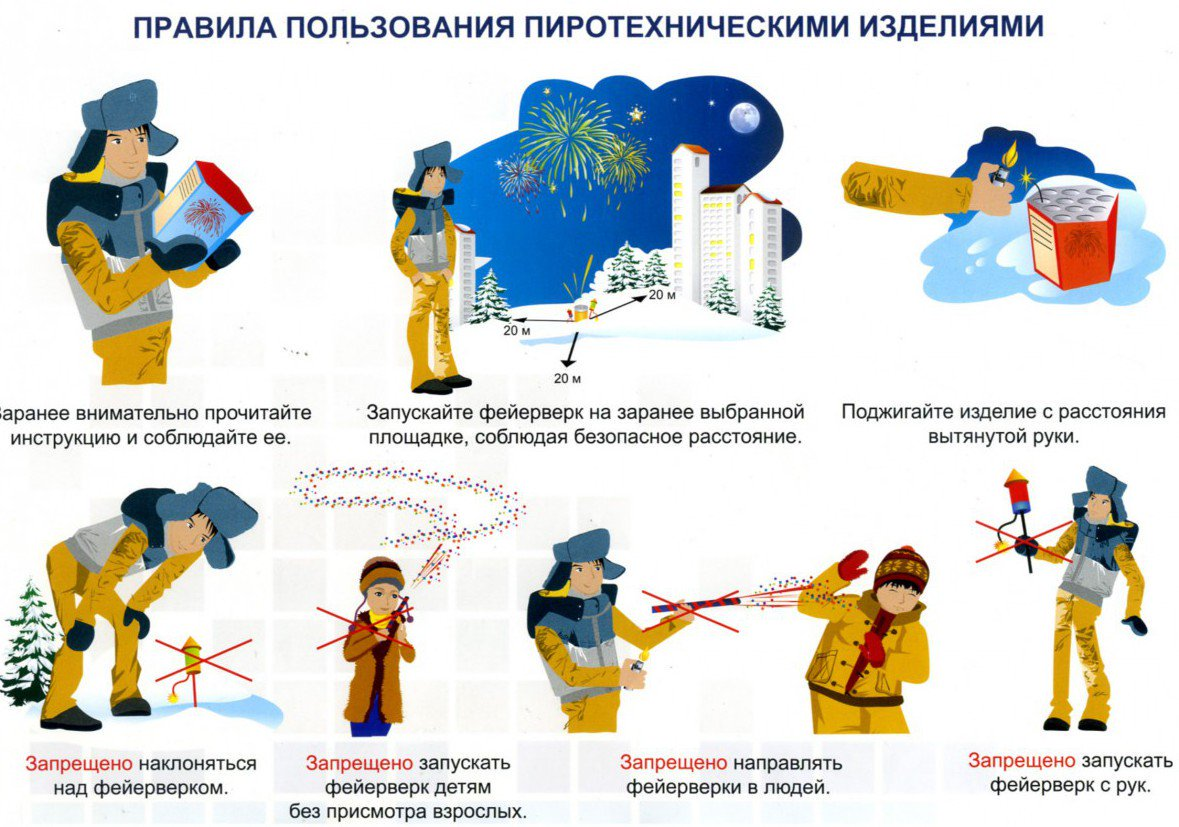 ПРАВИЛА ПОЛЬЗОВАНИЯ ПИРОТЕХНИЧЕСКИМИ ИЗДЕЛИЯМИ
20 м
20 м
20 м
Заранее внимательно прочитайте
инструкцию и соблюдайте ее.
Запускайте фейерверк на заранее выбранной
площадке, соблюдая безопасное расстояние.
Поджигайте изделие с расстояния
вытянутой руки.
Запрещено наклоняться
над фейерверком.
Запрещено запускать
фейерверк детям
без присмотра взрослых.
Запрещено направлять
фейерверки в людей.
Запрещено запускать
фейерверк с рук.